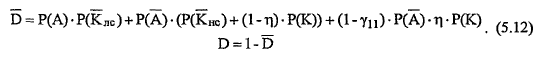 D̅ = P(A) · P(K̅лс) + P(A̅) · (P(K̅нс) + (1-η) · P(K)) + (1-γ₁₁) · P(A̅) · η · P(K) . (5.12)
D = 1-D̅